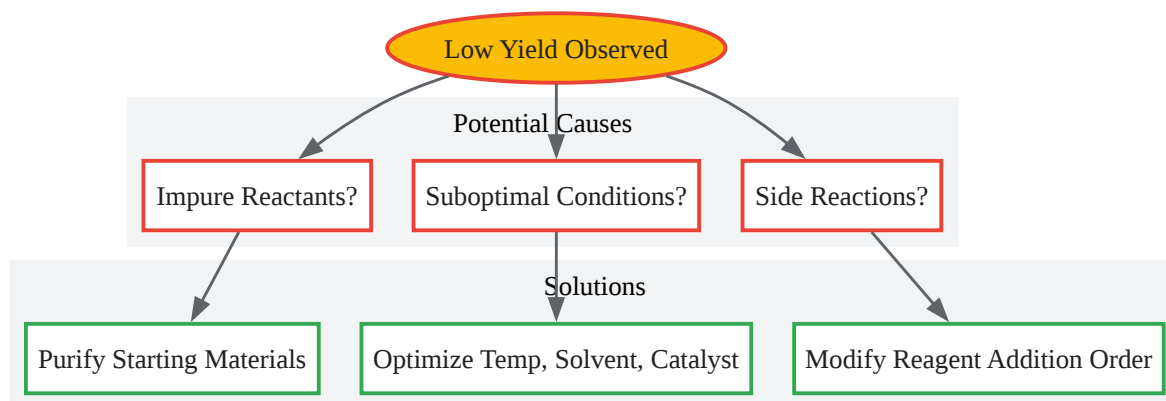 Low Yield Observed
Potential Causes
Impure Reactants?
Suboptimal Conditions?
Side Reactions?
Solutions
Purify Starting Materials
Optimize Temp, Solvent, Catalyst
Modify Reagent Addition Order